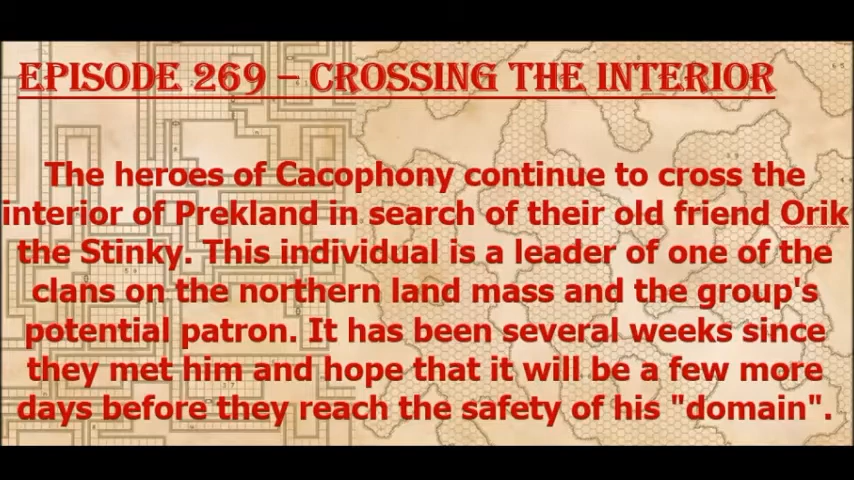 EPISODE 269 – CROSSING THE INTERIOR
The heroes of Cacophony continue to cross the
interior of Prekland in search of their old friend Orik
the Stinky. This individual is a leader of one of the
clans on the northern land mass and the group's
potential patron. It has been several weeks since
they met him and hope that it will be a few more
days before they reach the safety of his "domain".